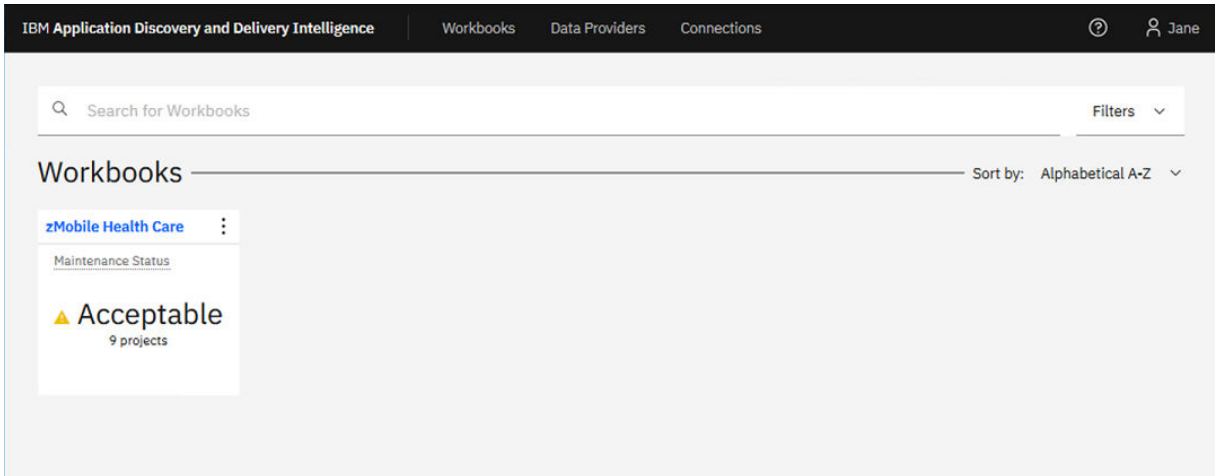 IBM Application Discovery and Delivery Intelligence Workbooks Data Providers Connections Jane
Search for Workbooks Filters
Workbooks Sort by: Alphabetical A-Z
zMobile Health Care
Maintenance Status
Acceptable
9 projects